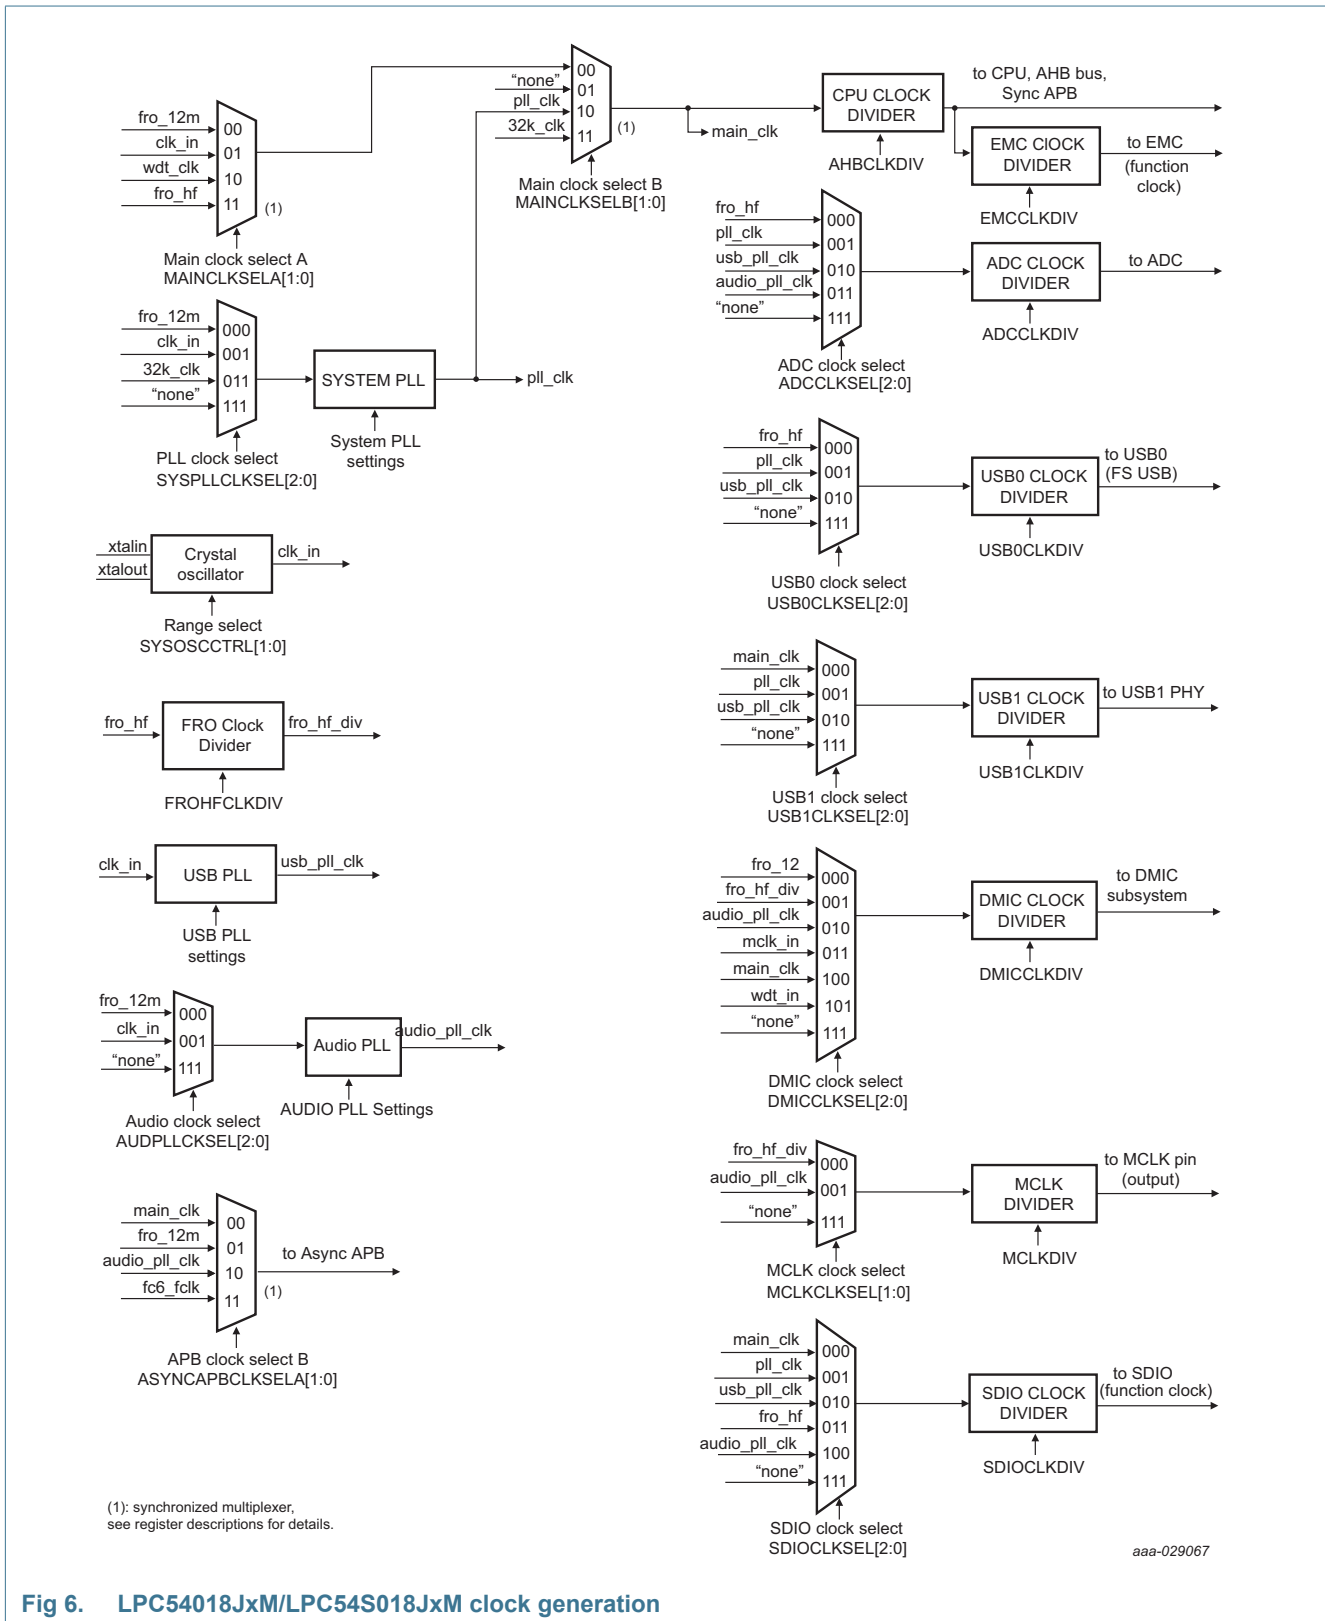 fro_12m
clk_in
wdt_clk
fro_hf
00
01
10
11
(1)
Main clock select A
MAINCLKSELA[1:0]
"none"
pll_clk
32k_clk
00
01
10
11
(1)
Main clock select B
MAINCLKSELB[1:0]
main_clk
CPU CLOCK
DIVIDER
AHBCLKDIV
to CPU, AHB bus,
Sync APB
EMC ClOCK
DIVIDER
EMCCLKDIV
to EMC
(function
clock)
fro_12m
clk_in
32k_clk
"none"
000
001
011
111
PLL clock select
SYSPLLCLKSEL[2:0]
SYSTEM PLL
System PLL
settings
pll_clk
fro_hf
pll_clk
usb_pll_clk
audio_pll_clk
"none"
000
001
010
011
111
ADC clock select
ADCCLKSEL[2:0]
ADC CLOCK
DIVIDER
ADCCLKDIV
to ADC
xtalin
xtalout
Crystal
oscillator
clk_in
Range select
SYSOSCCTRL[1:0]
fro_hf
pll_clk
usb_pll_clk
"none"
000
001
010
111
USB0 clock select
USB0CLKSEL[2:0]
USB0 CLOCK
DIVIDER
USB0CLKDIV
to USB0
(FS USB)
fro_hf
FRO Clock
Divider
fro_hf_div
FROHFCLKDIV
main_clk
pll_clk
usb_pll_clk
"none"
000
001
010
111
USB1 clock select
USB1CLKSEL[2:0]
USB1 CLOCK
DIVIDER
USB1CLKDIV
to USB1 PHY
clk_in
USB PLL
usb_pll_clk
USB PLL
settings
fro_12
fro_hf_div
audio_pll_clk
mclk_in
main_clk
wdt_in
"none"
000
001
010
011
100
101
111
DMIC clock select
DMICCLKSEL[2:0]
DMIC CLOCK
DIVIDER
DMICCLKDIV
to DMIC
subsystem
fro_12m
clk_in
"none"
000
001
111
Audio clock select
AUDPLLCKSEL[2:0]
Audio PLL
audio_pll_clk
AUDIO PLL Settings
fro_hf_div
audio_pll_clk
"none"
000
001
111
MCLK clock select
MCLKCLKSEL[1:0]
MCLK
DIVIDER
MCLKDIV
to MCLK pin
(output)
main_clk
fro_12m
audio_pll_clk
fc6_fclk
00
01
10
11
(1)
to Async APB
APB clock select B
ASYNCAPBCLKSELA[1:0]
main_clk
pll_clk
usb_pll_clk
fro_hf
audio_pll_clk
"none"
000
001
010
011
100
111
SDIO clock select
SDIOCLKSEL[2:0]
SDIO CLOCK
DIVIDER
SDIOCLKDIV
to SDIO
(function clock)
(1): synchronized multiplexer,
see register descriptions for details.
aaa-029067
Fig 6. LPC54018JxM/LPC54S018JxM clock generation